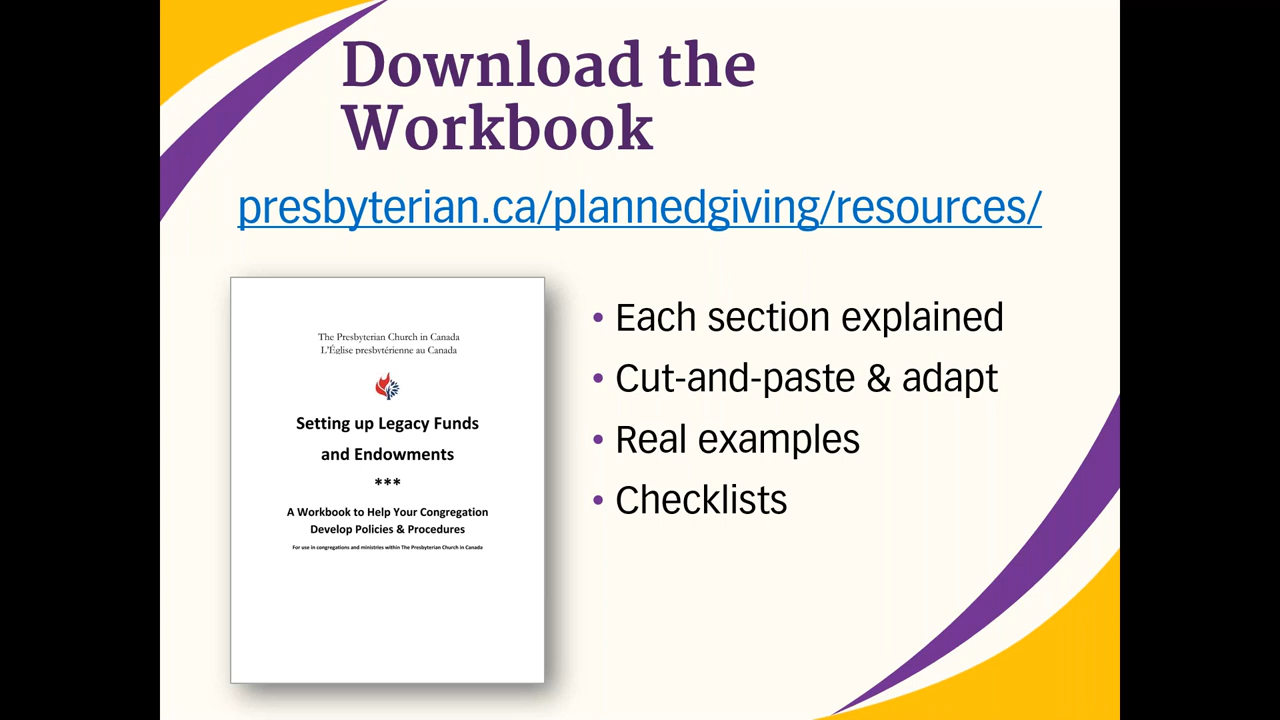 Download the
Workbook
presbyterian.ca/plannedgiving/resources/
The Presbyterian Church in Canada
L'Église presbytérienne au Canada
Setting up Legacy Funds
and Endowments
***
A Workbook to Help Your Congregation
Develop Policies & Procedures
For use in congregations and ministries within The Presbyterian Church in Canada
• Each section explained
• Cut-and-paste & adapt
• Real examples
• Checklists